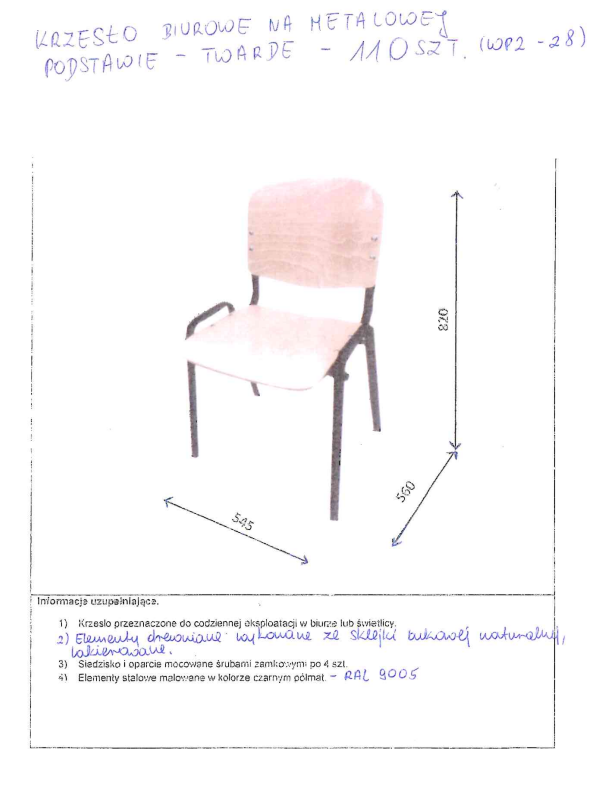 KRZESŁO BIUROWE NA METALOWEJ
PODSTAWIE - TWARDE - 110 SZT. (WP2-28)
820
560
545
Informacje uzupełniające.
1) Krzesło przeznaczone do codziennej eksploatacji w biurze lub świetlicy.
2) Elementy drewniane wykonane ze sklejki bukowej naturalnej,
lakierowane.
3) Siedzisko i oparcie mocowane śrubami zamkowymi po 4 szt.
4) Elementy stalowe malowane w kolorze czarnym półmat. - RAL 9005